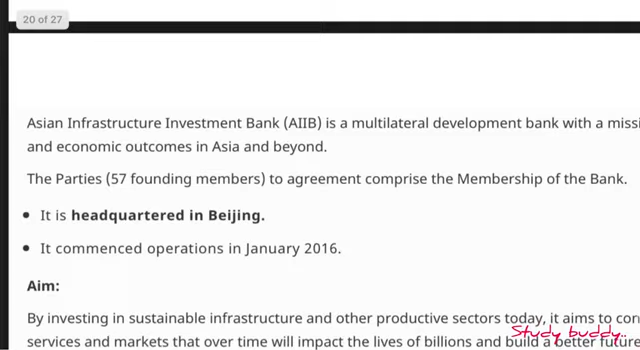 20 of 27
Asian Infrastructure Investment Bank (AIIB) is a multilateral development bank with a
and economic outcomes in Asia and beyond.
The Parties (57 founding members) to agreement comprise the Membership of the Bank.
• It is headquartered in Beijing.
• It commenced operations in January 2016.
Aim:
By investing in sustainable infrastructure and other productive sectors today, it aims to
services and markets that over time will impact the lives of billions and build a better future
Study buddy..